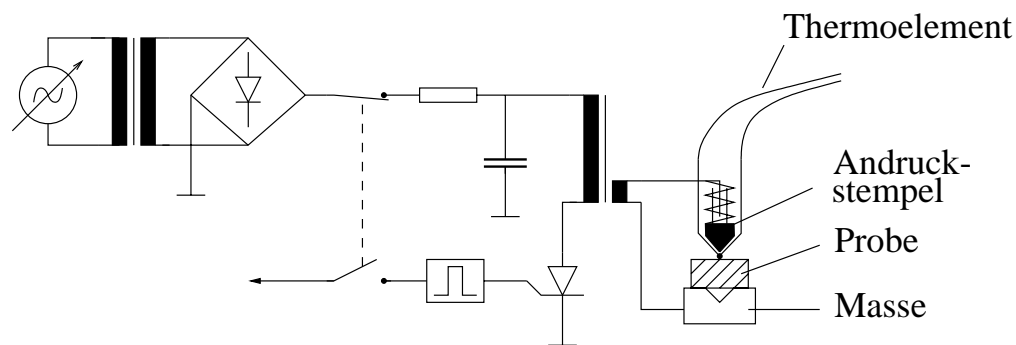 Thermoelement
Andruck-
stempel
Probe
Masse